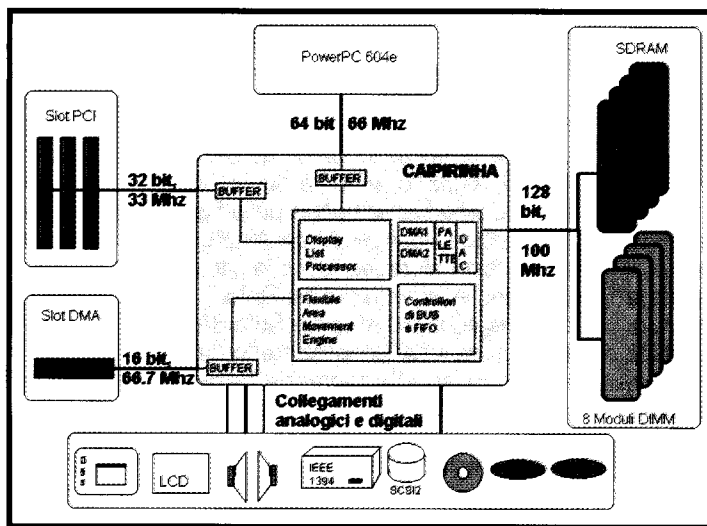 PowerPC 604e
SDRAM
Slot PCI
64 bit 66 Mhz
CAIPIRINHA
32 bit,
33 Mhz
BUFFER
BUFFER
128
bit,
100
Mhz
Display
List
Processor
DMA1
DMA2
PA
LE
TTE
D
A
C
Slot DMA
Flexible
Area
Movement
Engine
Controllori
di BUS
e FIFO
16 bit,
66.7 Mhz
BUFFER
Collegamenti
analogici e digitali
8 Moduli DIMM
LCD
IEEE
1394
SCSI2